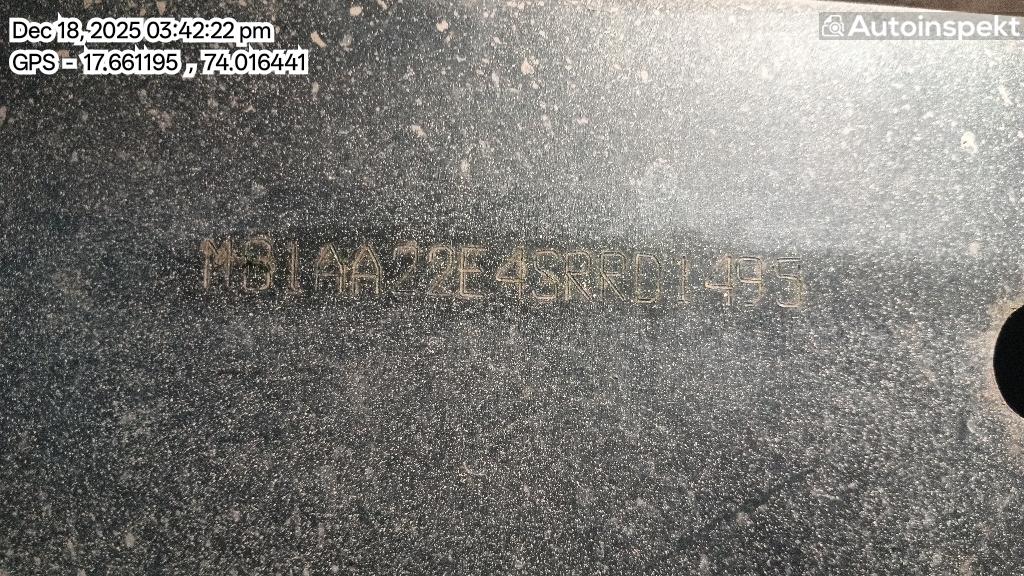 Dec 18, 2025 03:42:22 pm
GPS - 17.661195 , 74.016441
Autoinspekt
MB1AA22E4SRRD1495